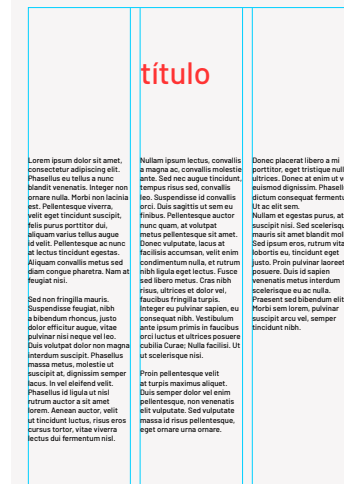 título
Lorem ipsum dolor sit amet,
consectetur adipiscing elit.
Phasellus eu tellus a nunc
blandit venenatis. Integer non
ornare nulla. Morbi non lacinia
est. Pellentesque viverra,
velit eget tincidunt suscipit,
felis purus porttitor dui,
aliquam varius tellus augue
id velit. Pellentesque ac nunc
at lectus tincidunt egestas.
Aliquam convallis metus sed
diam congue pharetra. Nam at
feugiat nisi.
Sed non fringilla mauris.
Suspendisse feugiat, nibh
a bibendum rhoncus, justo
dolor efficitur augue, vitae
pulvinar nisi neque vel leo.
Duis volutpat dolor non magna
interdum suscipit. Phasellus
massa metus, molestie ut
suscipit at, dignissim semper
lacus. In vel eleifend velit.
Phasellus id ligula ut nisl
rutrum auctor a sit amet
lorem. Aenean auctor, velit
ut tincidunt luctus, risus eros
cursus tortor, vitae viverra
lectus dui fermentum nisl.
Nullam ipsum lectus, convallis
a magna ac, convallis molestie
ante. Sed nec augue tincidunt,
tempus risus sed, convallis
leo. Suspendisse id convallis
orci. Duis sagittis ut sem eu
finibus. Pellentesque auctor
nunc quam, at volutpat
metus pellentesque sit amet.
Donec vulputate, lacus at
facilisis accumsan, velit enim
condimentum nulla, et rutrum
nibh ligula eget lectus. Fusce
sed libero metus. Cras nibh
risus, ultrices et dolor vel,
faucibus fringilla turpis.
Integer eu pulvinar sapien, eu
consequat nibh. Vestibulum
ante ipsum primis in faucibus
orci luctus et ultrices posuere
cubilia Curae; Nulla facilisi. Ut
ut scelerisque nisi.
Proin pellentesque velit
at turpis maximus aliquet.
Duis semper dolor vel enim
pellentesque, non venenatis
elit vulputate. Sed vulputate
massa id risus pellentesque,
eget ornare urna ornare.
Donec placerat libero a mi
porttitor, eget tristique null
ultrices. Donec at enim ut v
euismod dignissim. Phasell
dictum consequat ferment
Ut ac elit sem.
Nullam et egestas purus, at
suscipit nisi. Sed scelerisq
mauris sit amet blandit mol
Sed ipsum eros, rutrum vita
lobortis eu, tincidunt eget
justo. Proin pulvinar laoreet
posuere. Duis id sapien
venenatis metus interdum
scelerisque eu ac nulla.
Praesent sed bibendum elit
Morbi sem lorem, pulvinar
suscipit arcu vel, semper
tincidunt nibh.